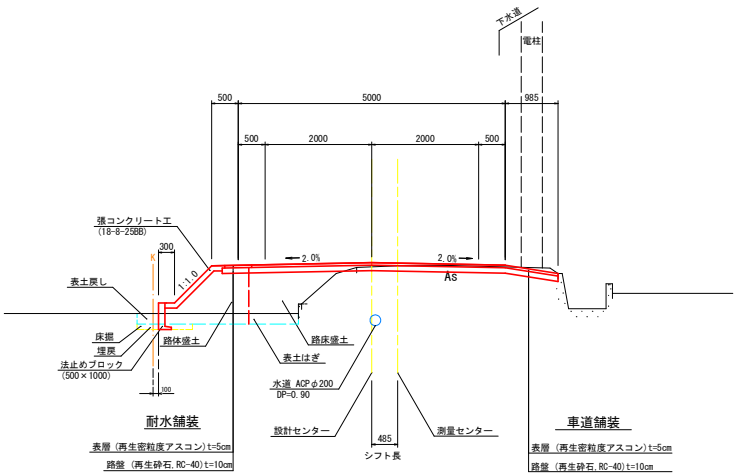 下水道
電柱
500
5000
985
500
2000
2000
500
張コンクリート工
(18-8-25BB)
300
K
1:1.0
2.0%
2.0%
As
表土戻し
床掘
埋戻
法止めブロック
(500×1000)
100
路体盛土
路床盛土
表土はぎ
水道 ACPφ200
DP=0.90
設計センター
485
測量センター
シフト長
耐水舗装
表層 (再生密粒度アスコン)t=5cm
路盤 (再生砕石,RC-40)t=10cm
車道舗装
表層 (再生密粒度アスコン)t=5cm
路盤 (再生砕石,RC-40)t=10cm